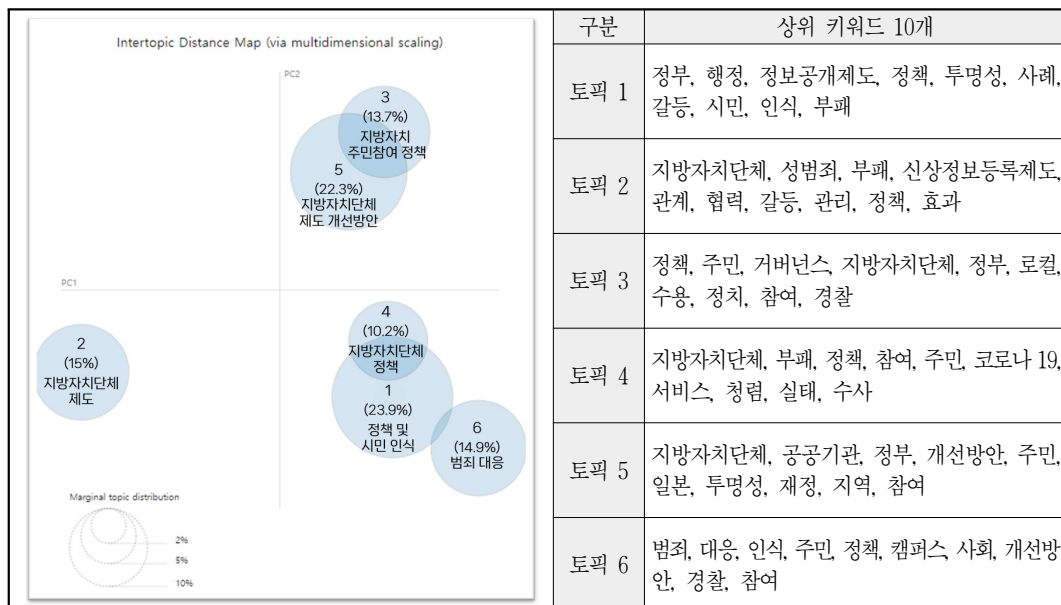 Intertopic Distance Map (via multidimensional scaling)
PC2
3
(13.7%)
지방자치
주민참여 정책
5
(22.3%)
지방자치단체
제도 개선방안
PC1
4
(10.2%)
지방자치단체
정책
2
(15%)
지방자치단체
제도
1
(23.9%)
정책 및
시민 인식
6
(14.9%)
범죄 대응
Marginal topic distribution
2%
5%
10%
구분 상위 키워드 10개
토픽 1
정부, 행정, 정보공개제도, 정책, 투명성, 사례,
갈등, 시민, 인식, 부패
토픽 2
지방자치단체, 성범죄, 부패, 신상정보등록제도,
관계, 협력, 갈등, 관리, 정책, 효과
토픽 3
정책, 주민, 거버넌스, 지방자치단체, 정부, 로컬,
수용, 정치, 참여, 경찰
토픽 4
지방자치단체, 부패, 정책, 참여, 주민, 코로나 19,
서비스, 청렴, 실태, 수사
토픽 5
지방자치단체, 공공기관, 정부, 개선방안, 주민,
일본, 투명성, 재정, 지역, 참여
토픽 6
범죄, 대응, 인식, 주민, 정책, 캠퍼스, 사회, 개선방
안, 경찰, 참여